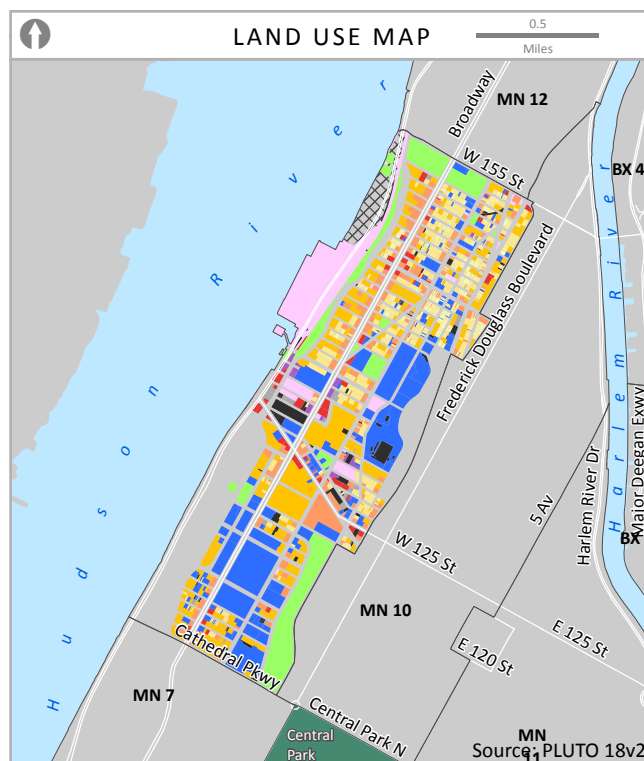 LAND USE MAP
0.5
Miles
MN 12
Broadway
W 155 St
BX 4
Hudson River
Harlem River
Frederick Douglass Boulevard
Major Deegan Exwy
Harlem River Dr
5 Av
BX
W 125 St
MN 10
E 125 St
E 120 St
Cathedral Pkwy
MN 7
Central Park N
Central
Park
MN
11
Source: PLUTO 18v2